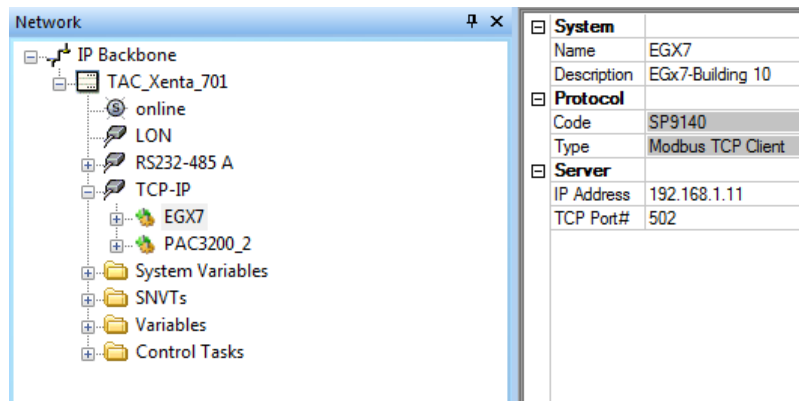 Network
IP Backbone
TAC_Xenta_701
online
LON
RS232-485 A
TCP-IP
EGX7
PAC3200_2
System Variables
SNVTs
Variables
Control Tasks
System
Name EGX7
Description EGx7-Building 10
Protocol
Code SP9140
Type Modbus TCP Client
Server
IP Address 192.168.1.11
TCP Port# 502